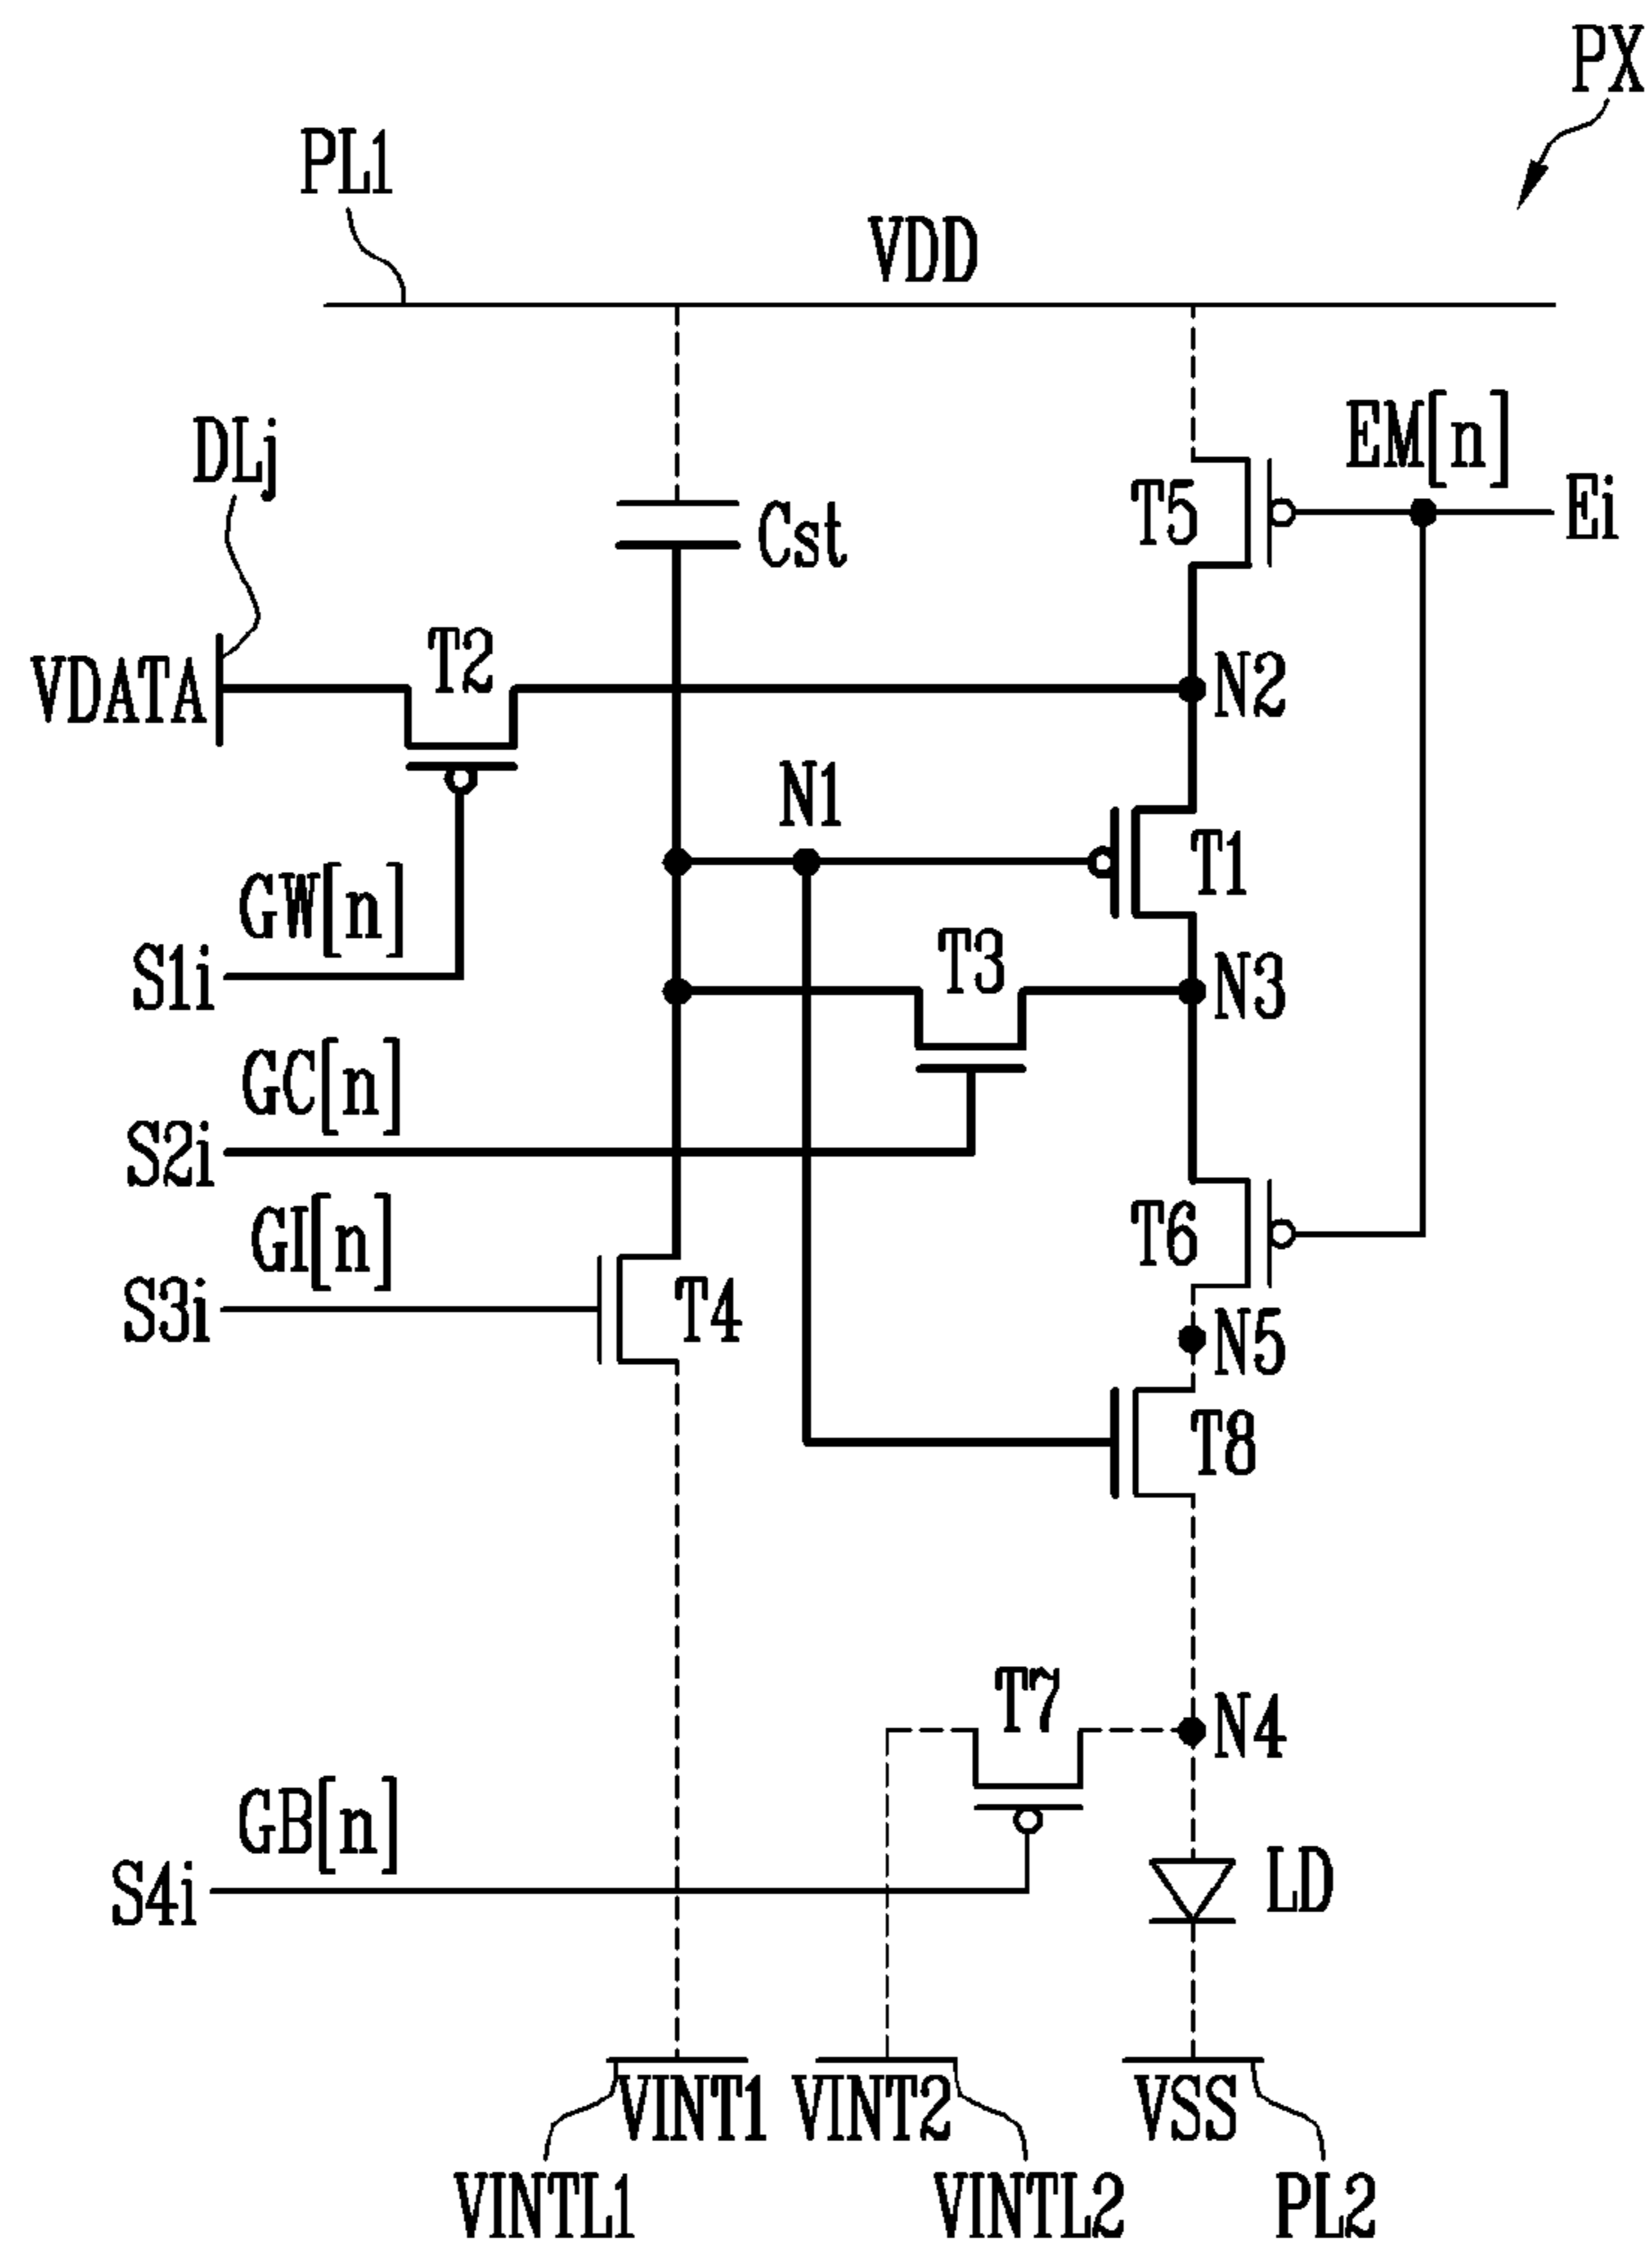 PX
PL1
VDD
DLj
EM[n]
Ei
T5
Cst
T2
VDATA
N2
N1
T1
GW[n]
S1i
T3
N3
GC[n]
S2i
T6
GI[n]
S3i
T4
N5
T8
T7
N4
GB[n]
S4i
LD
VINT1
VINT2
VSS
VINTL1
VINTL2
PL2